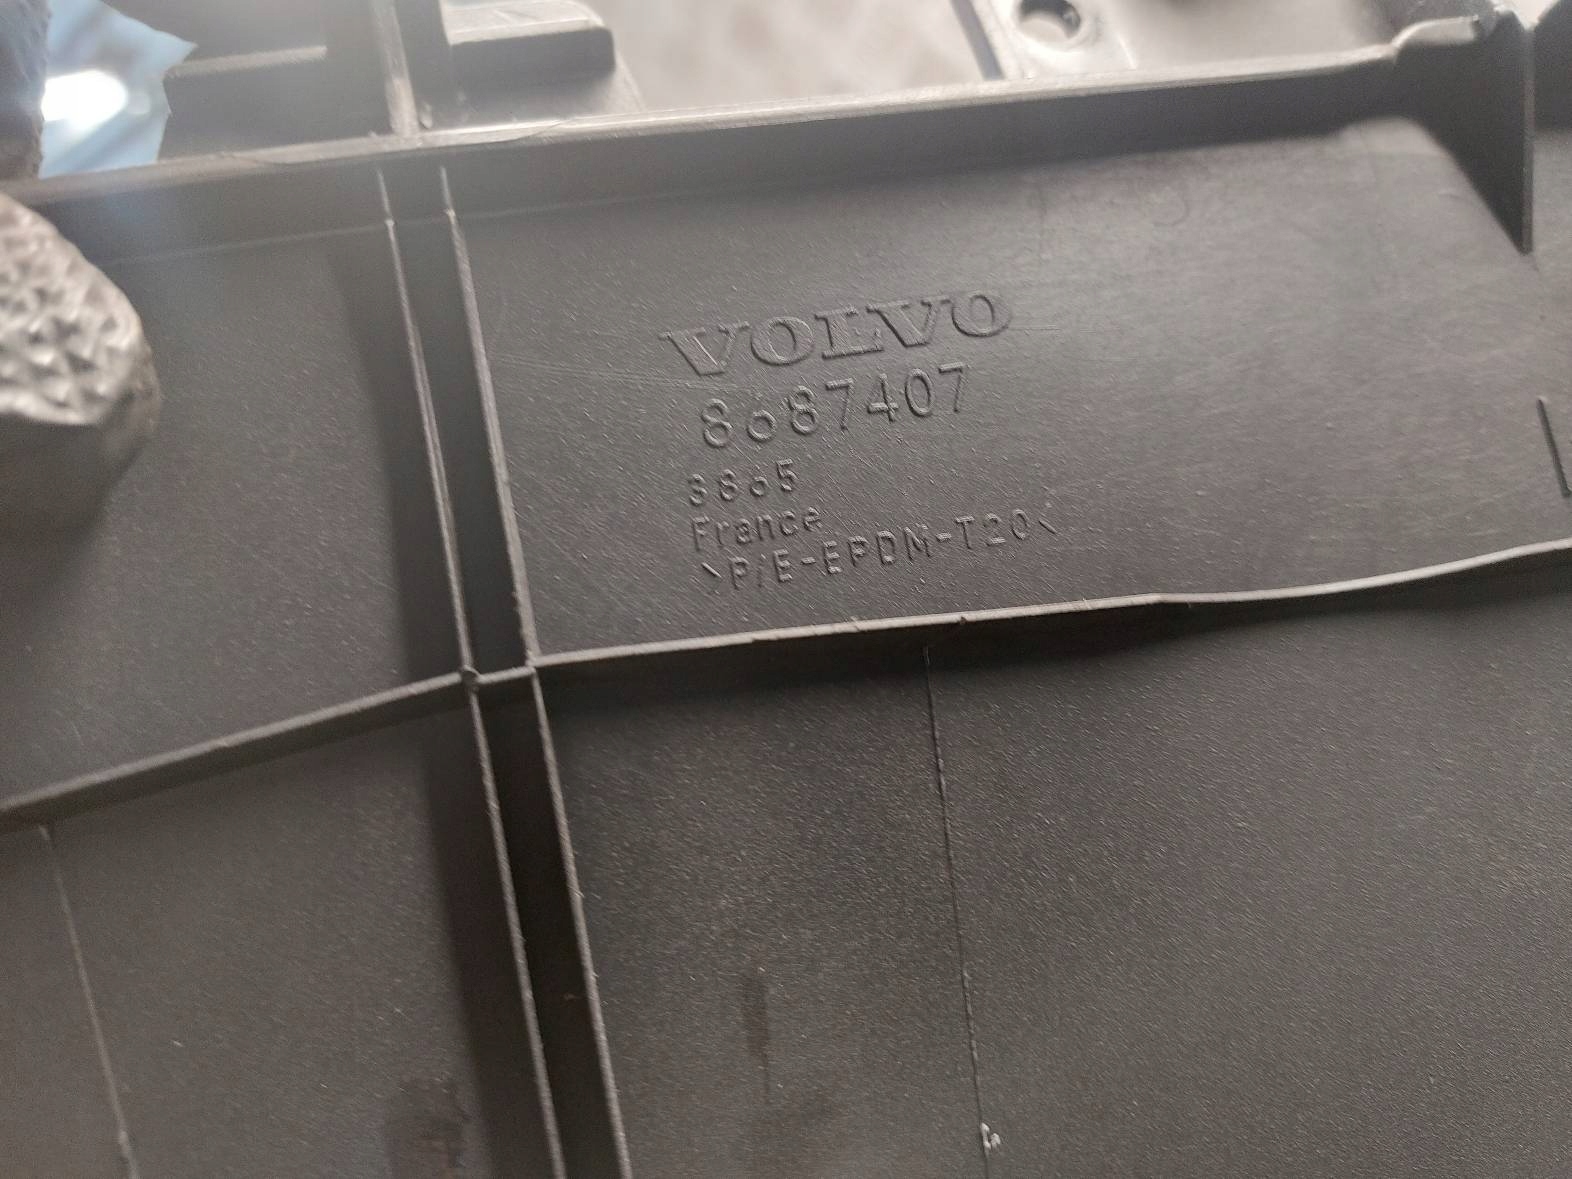 VOLVO
8687407
3865
France
>P/E-EPDM-T20<